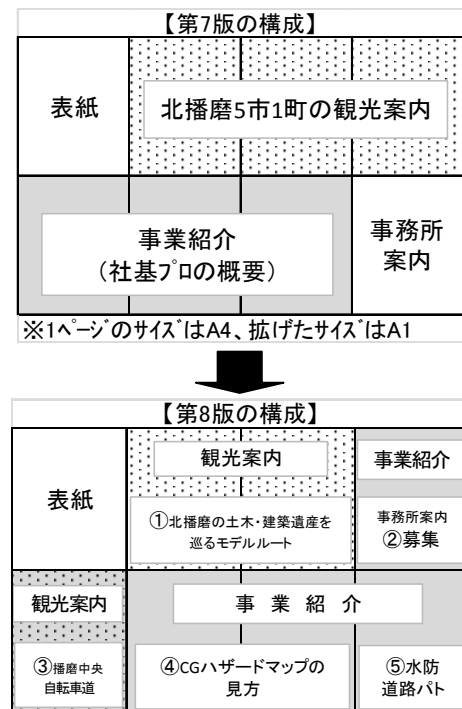 【第7版の構成】
表紙
北播磨5市1町の観光案内
事業紹介
(社基プロの概要)
事務所
案内
※1ページのサイズはA4、拡げたサイズはA1
【第8版の構成】
表紙
観光案内
①北播磨の土木・建築遺産を
巡るモデルルート
事業紹介
事務所案内
②募集
観光案内
③播磨中央
自転車道
事業紹介
④CGハザードマップの
見方
⑤水防
道路パト